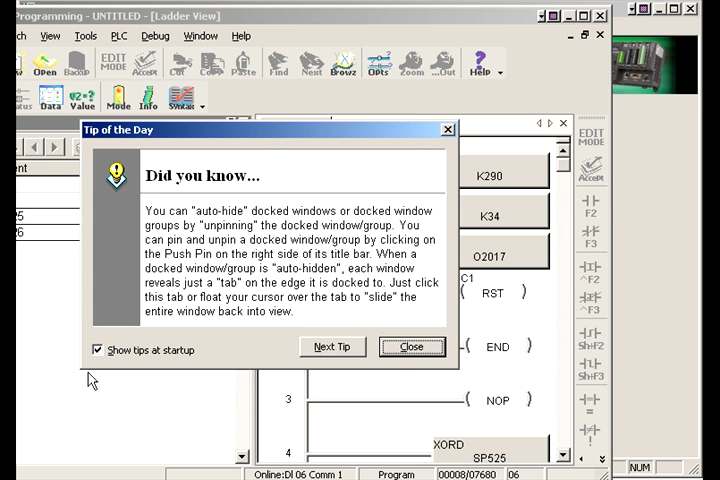 Programming - UNTITLED - [Ladder View]
ch View Tools PLC Debug Window Help
Open Backup EDIT MODE Accept Cut Copy Paste Find Next Browz Opts Zoom ...Out Help
Data Value Mode Info Syntax
Tip of the Day
Did you know...
You can "auto-hide" docked windows or docked window
groups by "unpinning" the docked window/group. You
can pin and unpin a docked window/group by clicking on
the Push Pin on the right side of its title bar. When a
docked window/group is "auto-hidden", each window
reveals just a "tab" on the edge it is docked to. Just click
this tab or float your cursor over the tab to "slide" the
entire window back into view.
Show tips at startup
Next Tip
Close
K290
K34
O2017
C1
RST
END
3
NOP
4
XORD
SP525
EDIT
MODE
Accept
F2
F3
^F2
^F3
Sh+F2
Sh+F3
=
!
Online:Dl 06 Comm 1
Program
00008/07680
06
NUM